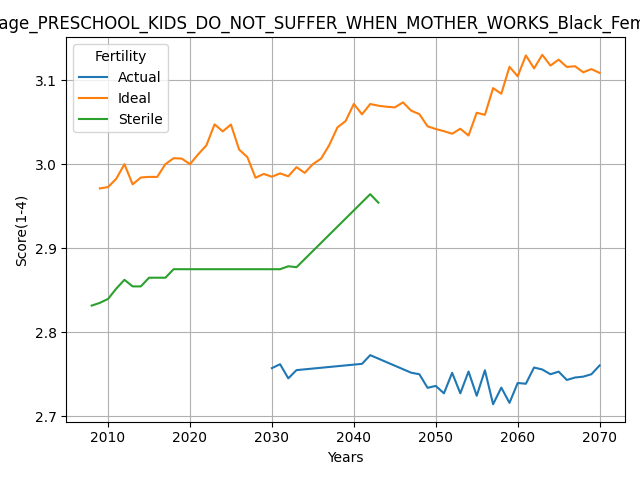 age_PRESCHOOL_KIDS_DO_NOT_SUFFER_WHEN_MOTHER_WORKS_Black_Fem
Fertility
Actual
Ideal
Sterile
3.1
3.0
2.9
2.8
2.7
Score(1-4)
2010 2020 2030 2040 2050 2060 2070
Years